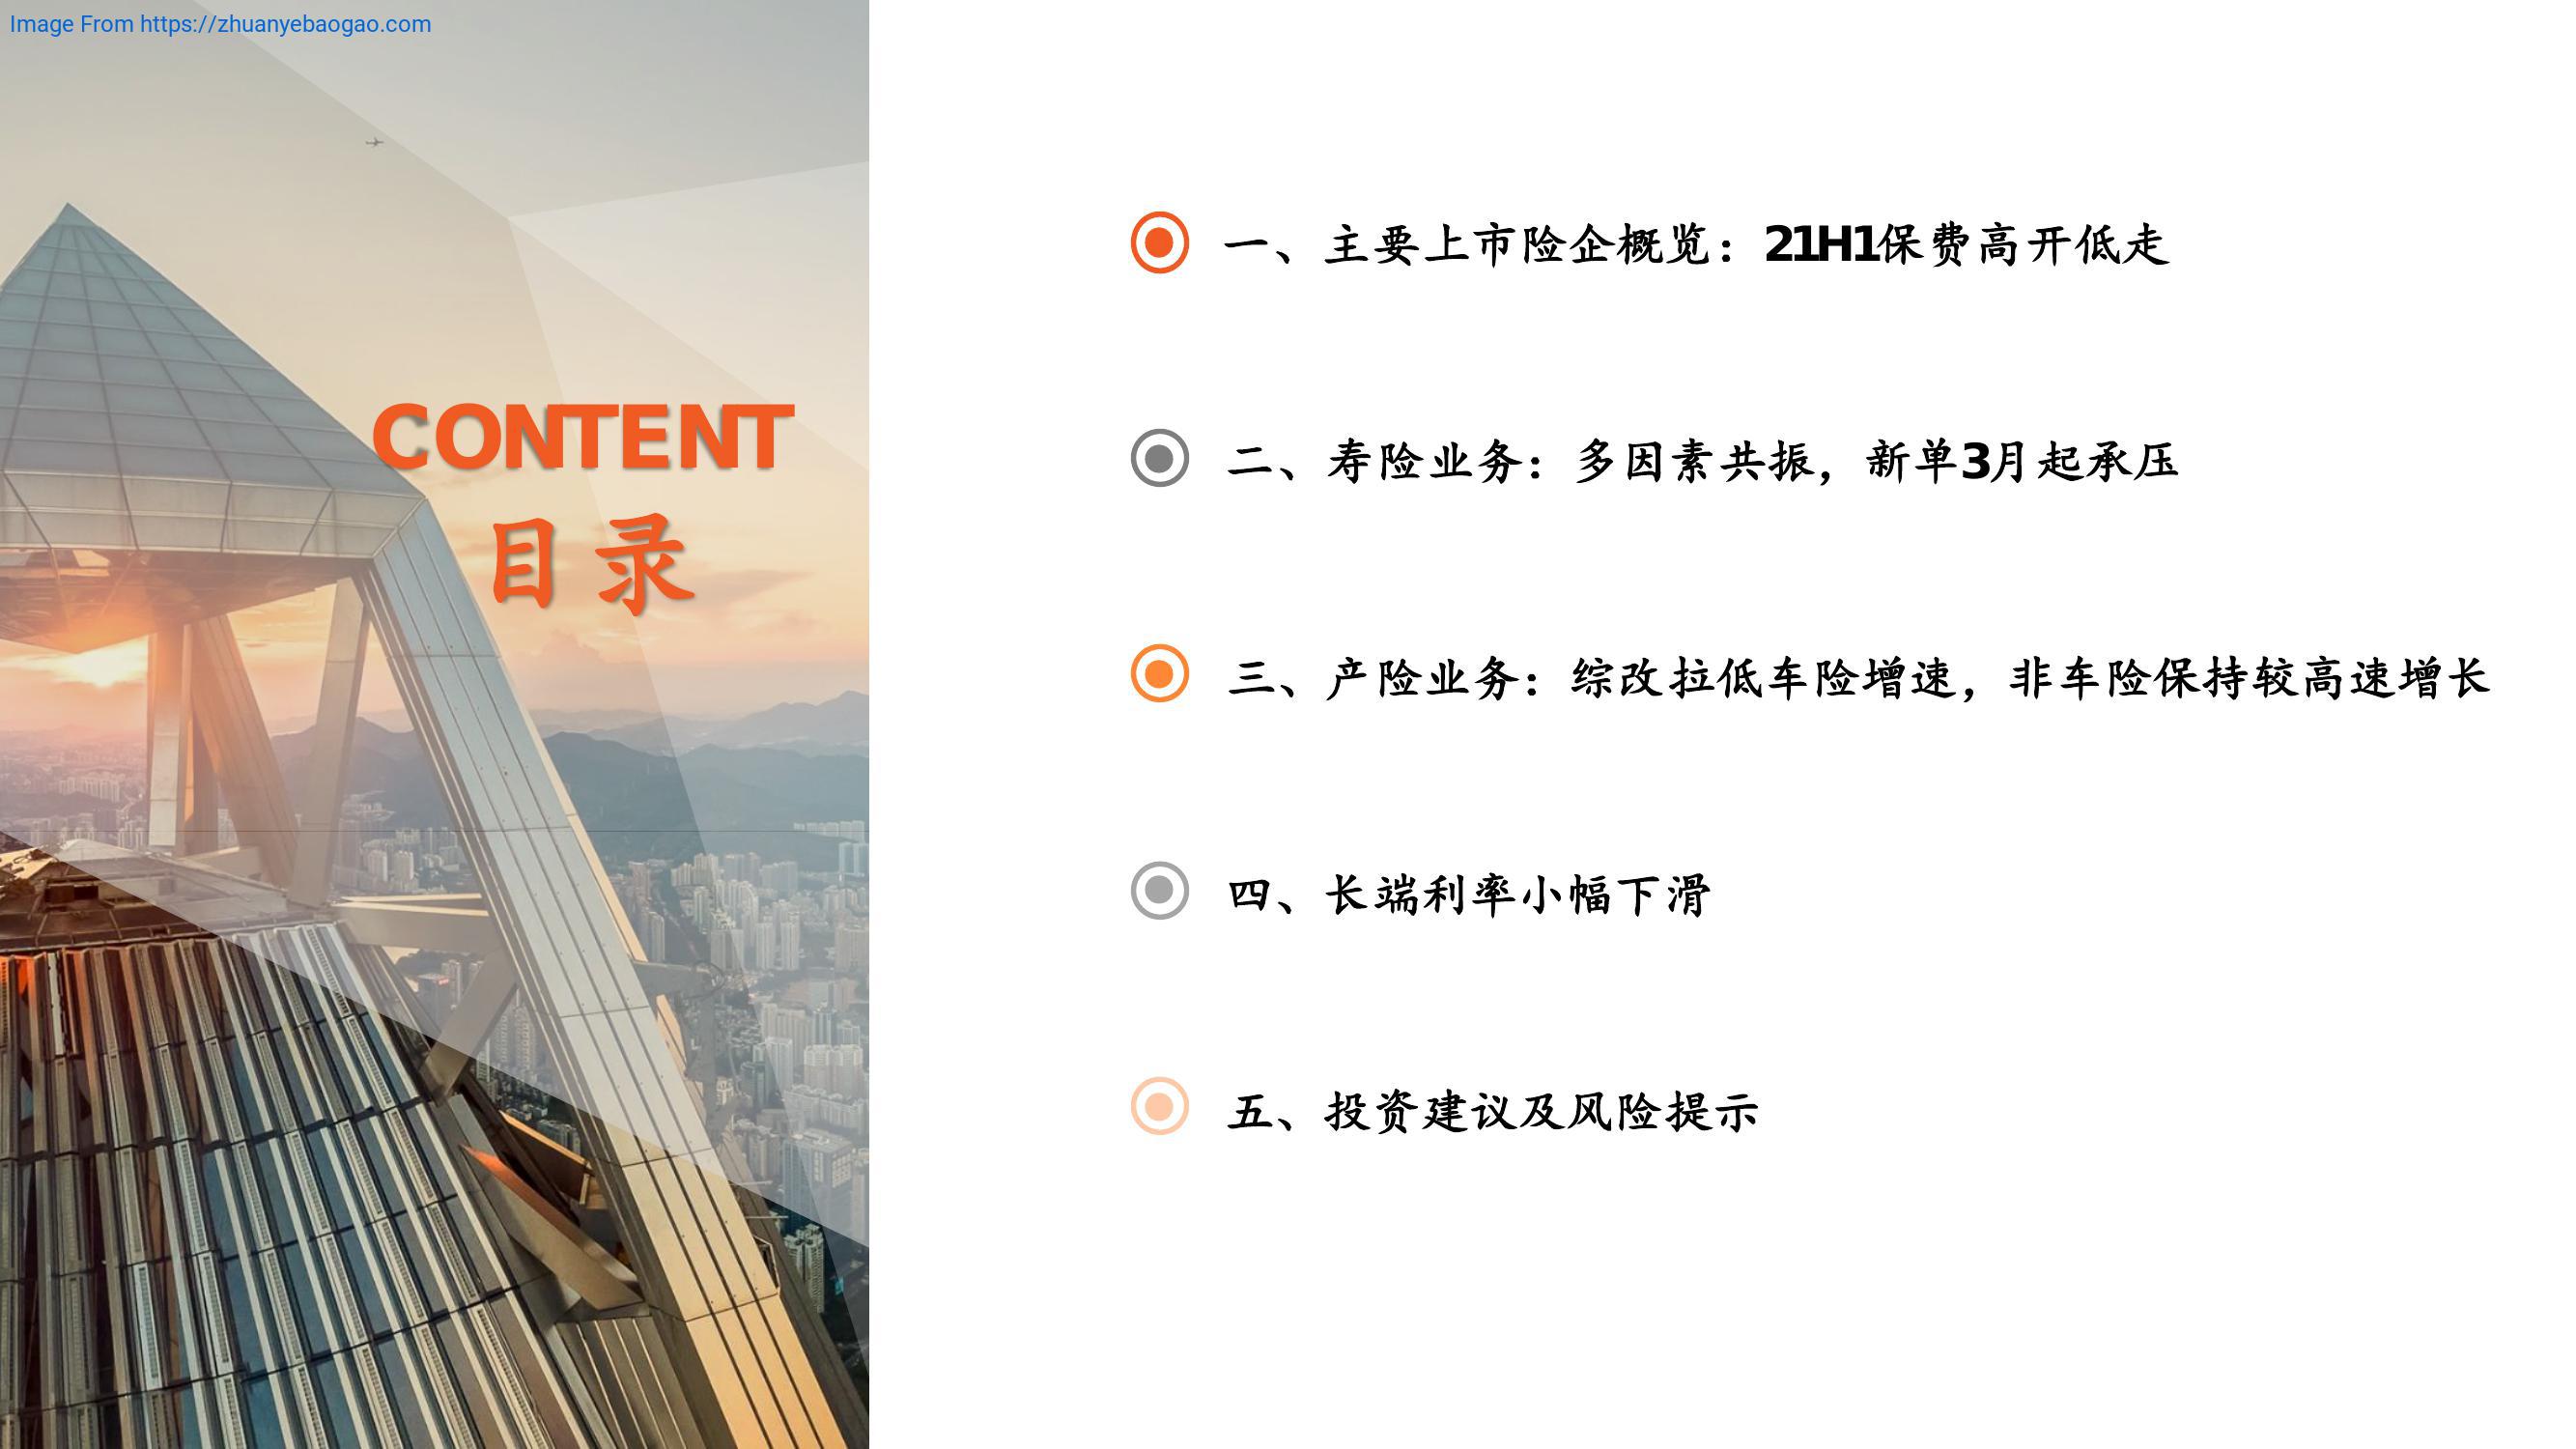 Image From https://zhuanyebaogao.com
CONTENT
目录
一、主要上市险企概览：21H1保费高开低走
二、寿险业务：多因素共振，新单3月起承压
三、产险业务：综改拉低车险增速，非车险保持较高速增长
四、长端利率小幅下滑
五、投资建议及风险提示